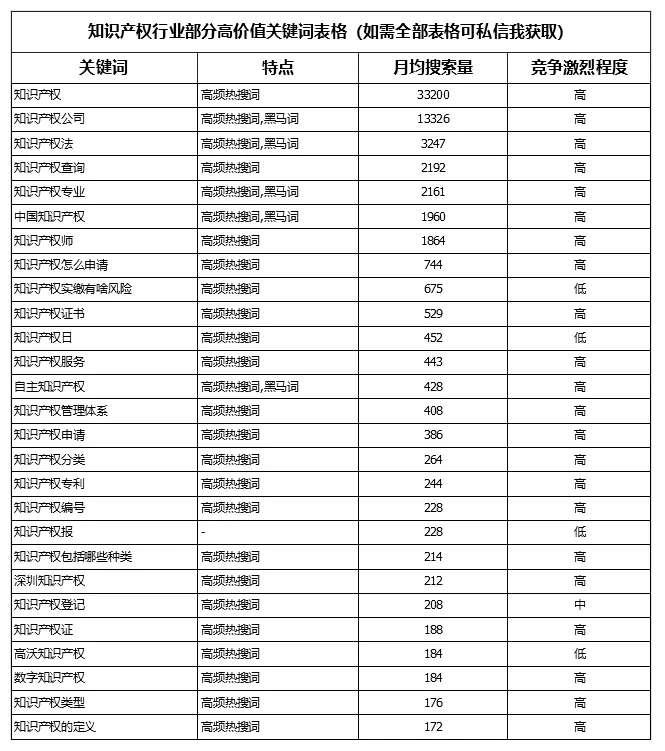 知识产权行业部分高价值关键词表格（如需全部表格可私信我获取）
关键词 特点 月均搜索量 竞争激烈程度
知识产权 高频热搜词 33200 高
知识产权公司 高频热搜词,黑马词 13326 高
知识产权法 高频热搜词,黑马词 3247 高
知识产权查询 高频热搜词 2192 高
知识产权专业 高频热搜词,黑马词 2161 高
中国知识产权 高频热搜词,黑马词 1960 高
知识产权师 高频热搜词 1864 高
知识产权怎么申请 高频热搜词 744 高
知识产权实缴有啥风险 高频热搜词 675 低
知识产权证书 高频热搜词 529 高
知识产权日 高频热搜词 452 低
知识产权服务 高频热搜词 443 高
自主知识产权 高频热搜词,黑马词 428 高
知识产权管理体系 高频热搜词 408 高
知识产权申请 高频热搜词 386 高
知识产权分类 高频热搜词 264 高
知识产权专利 高频热搜词 244 高
知识产权编号 高频热搜词 228 高
知识产权报 - 228 低
知识产权包括哪些种类 高频热搜词 214 高
深圳知识产权 高频热搜词 212 高
知识产权登记 高频热搜词 208 中
知识产权证 高频热搜词 188 高
高沃知识产权 高频热搜词 184 低
数字知识产权 高频热搜词 184 高
知识产权类型 高频热搜词 176 高
知识产权的定义 高频热搜词 172 高